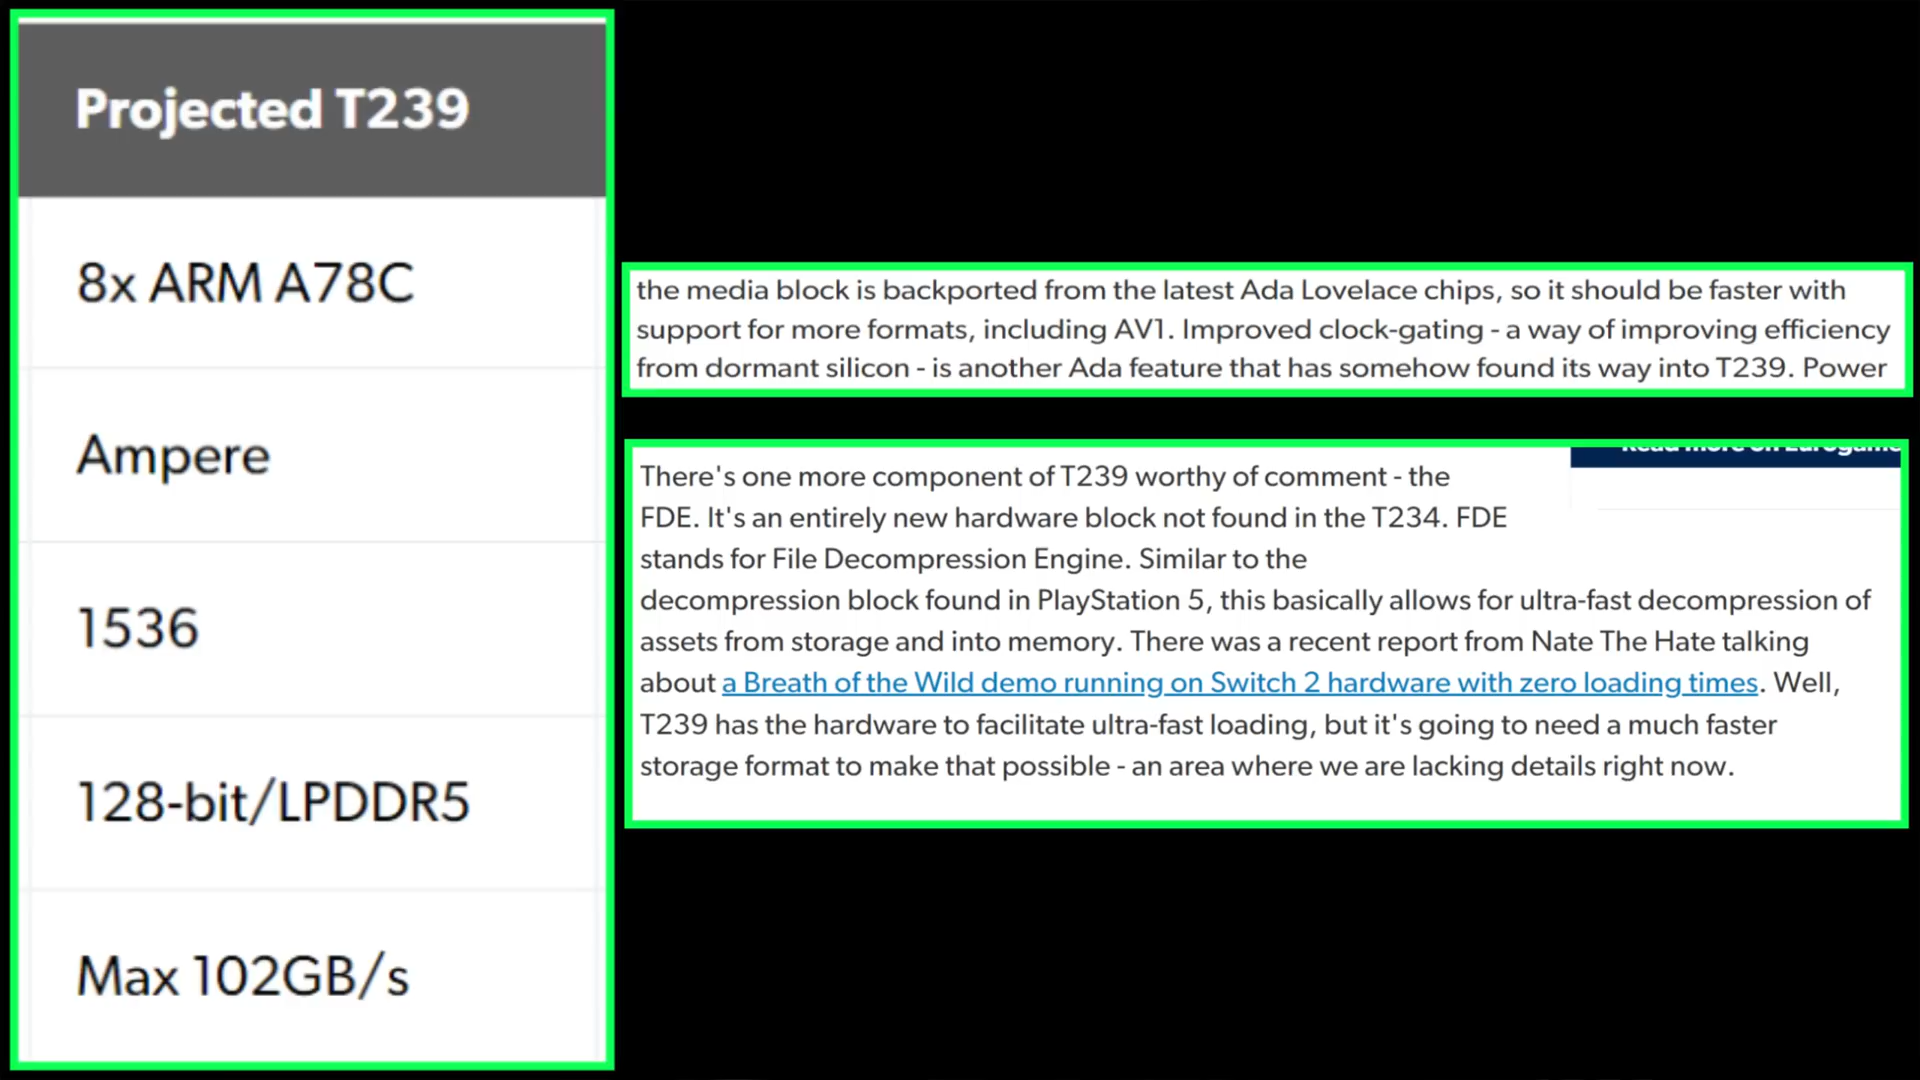 Projected T239
8x ARM A78C
Ampere
1536
128-bit/LPDDR5
Max 102GB/s
the media block is backported from the latest Ada Lovelace chips, so it should be faster with
support for more formats, including AV1. Improved clock-gating - a way of improving efficiency
from dormant silicon - is another Ada feature that has somehow found its way into T239. Power
There's one more component of T239 worthy of comment - the
FDE. It's an entirely new hardware block not found in the T234. FDE
stands for File Decompression Engine. Similar to the
decompression block found in PlayStation 5, this basically allows for ultra-fast decompression of
assets from storage and into memory. There was a recent report from Nate The Hate talking
about a Breath of the Wild demo running on Switch 2 hardware with zero loading times. Well,
T239 has the hardware to facilitate ultra-fast loading, but it's going to need a much faster
storage format to make that possible - an area where we are lacking details right now.